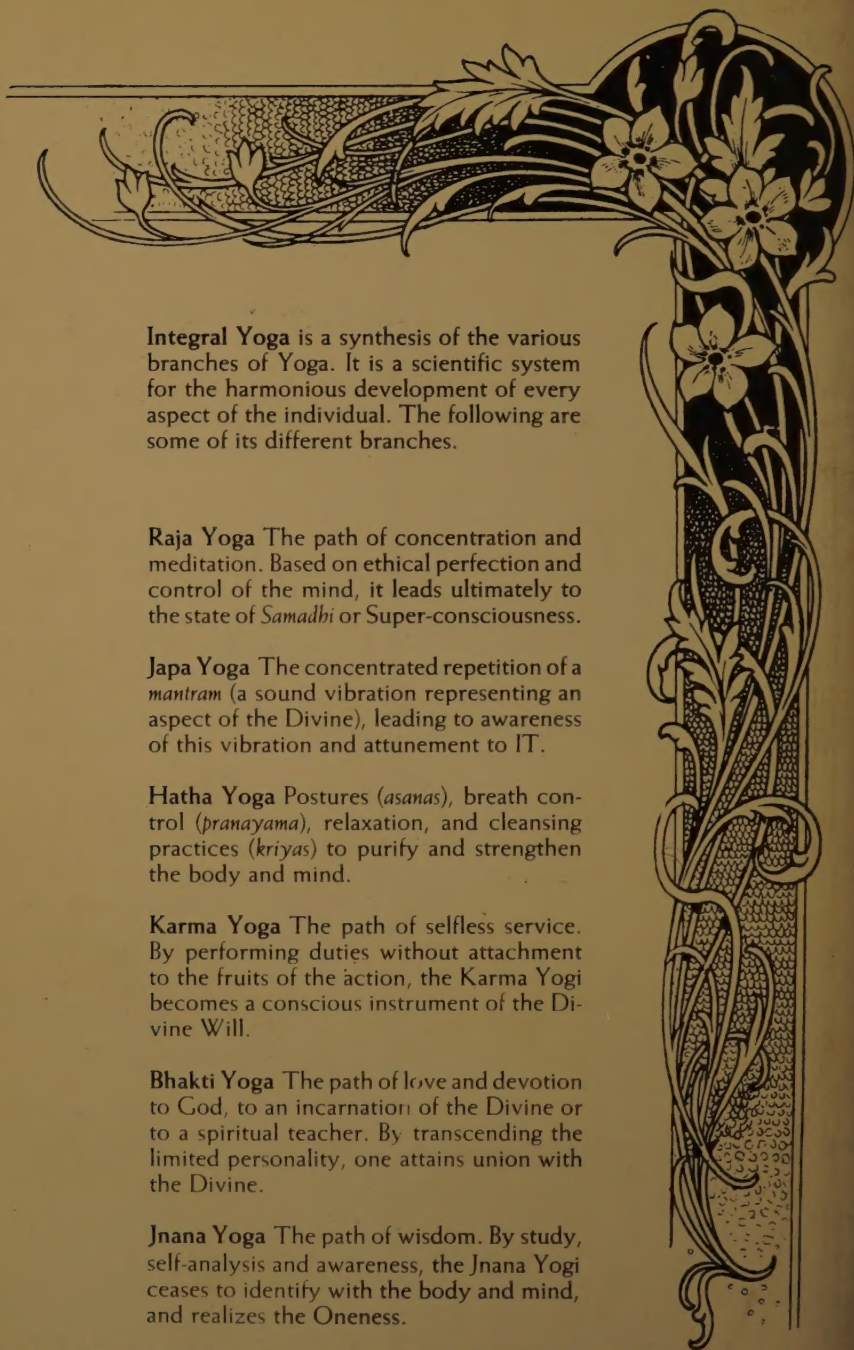 Integral Yoga is a synthesis of the various
branches of Yoga. It is a scientific system
for the harmonious development of every
aspect of the individual. The following are
some of its different branches.
Raja Yoga The path of concentration and
meditation. Based on ethical perfection and
control of the mind, it leads ultimately to
the state of Samadhi or Super-consciousness.
Japa Yoga The concentrated repetition of a
mantram (a sound vibration representing an
aspect of the Divine), leading to awareness
of this vibration and attunement to IT.
Hatha Yoga Postures (asanas), breath con-
trol (pranayama), relaxation, and cleansing
practices (kriyas) to purify and strengthen
the body and mind.
Karma Yoga The path of selfless service.
By performing duties without attachment
to the fruits of the action, the Karma Yogi
becomes a conscious instrument of the Di-
vine Will.
Bhakti Yoga The path of love and devotion
to God, to an incarnation of the Divine or
to a spiritual teacher. By transcending the
limited personality, one attains union with
the Divine.
Jnana Yoga The path of wisdom. By study,
self-analysis and awareness, the Jnana Yogi
ceases to identify with the body and mind,
and realizes the Oneness.